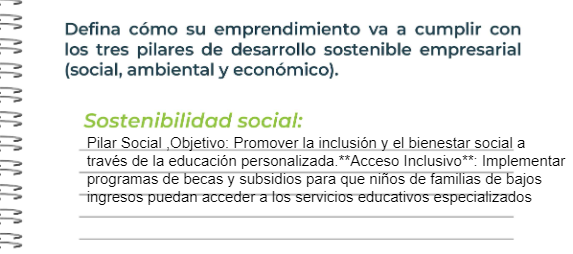 Defina cómo su emprendimiento va a cumplir con
los tres pilares de desarrollo sostenible empresarial
(social, ambiental y económico).
Sostenibilidad social:
Pilar Social ,Objetivo: Promover la inclusión y el bienestar social a
través de la educación personalizada.**Acceso Inclusivo**: Implementar
programas de becas y subsidios para que niños de familias de bajos
ingresos puedan acceder a los servicios educativos especializados